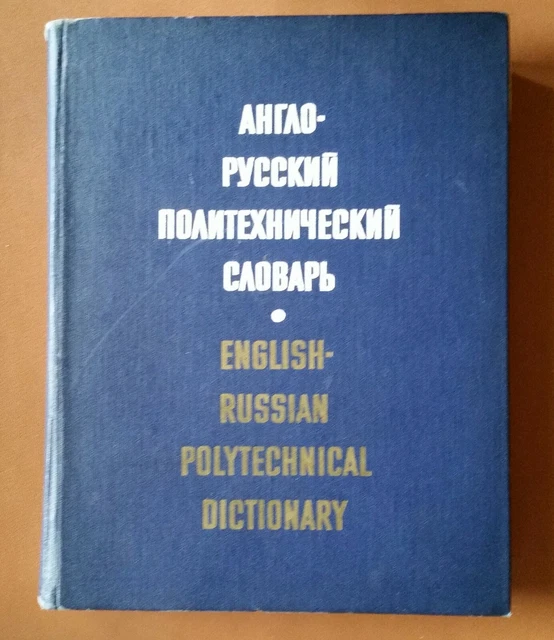 АНГЛО-
РУССКИЙ
ПОЛИТЕХНИЧЕСКИЙ
СЛОВАРЬ
•
ENGLISH-
RUSSIAN
POLYTECHNICAL
DICTIONARY